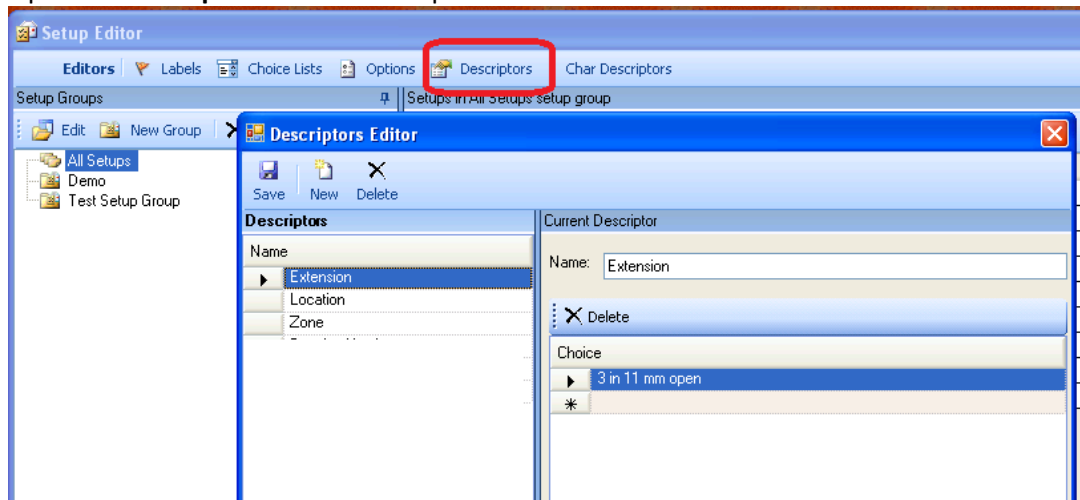 Setup Editor
Editors Labels Choice Lists Options Descriptors Char Descriptors
Setup Groups Setups in All Setups setup group
Edit New Group
All Setups
Demo
Test Setup Group
Descriptors Editor
Save New Delete
Descriptors Current Descriptor
Name
Extension
Location
Zone
Name: Extension
Delete
Choice
3 in 11 mm open